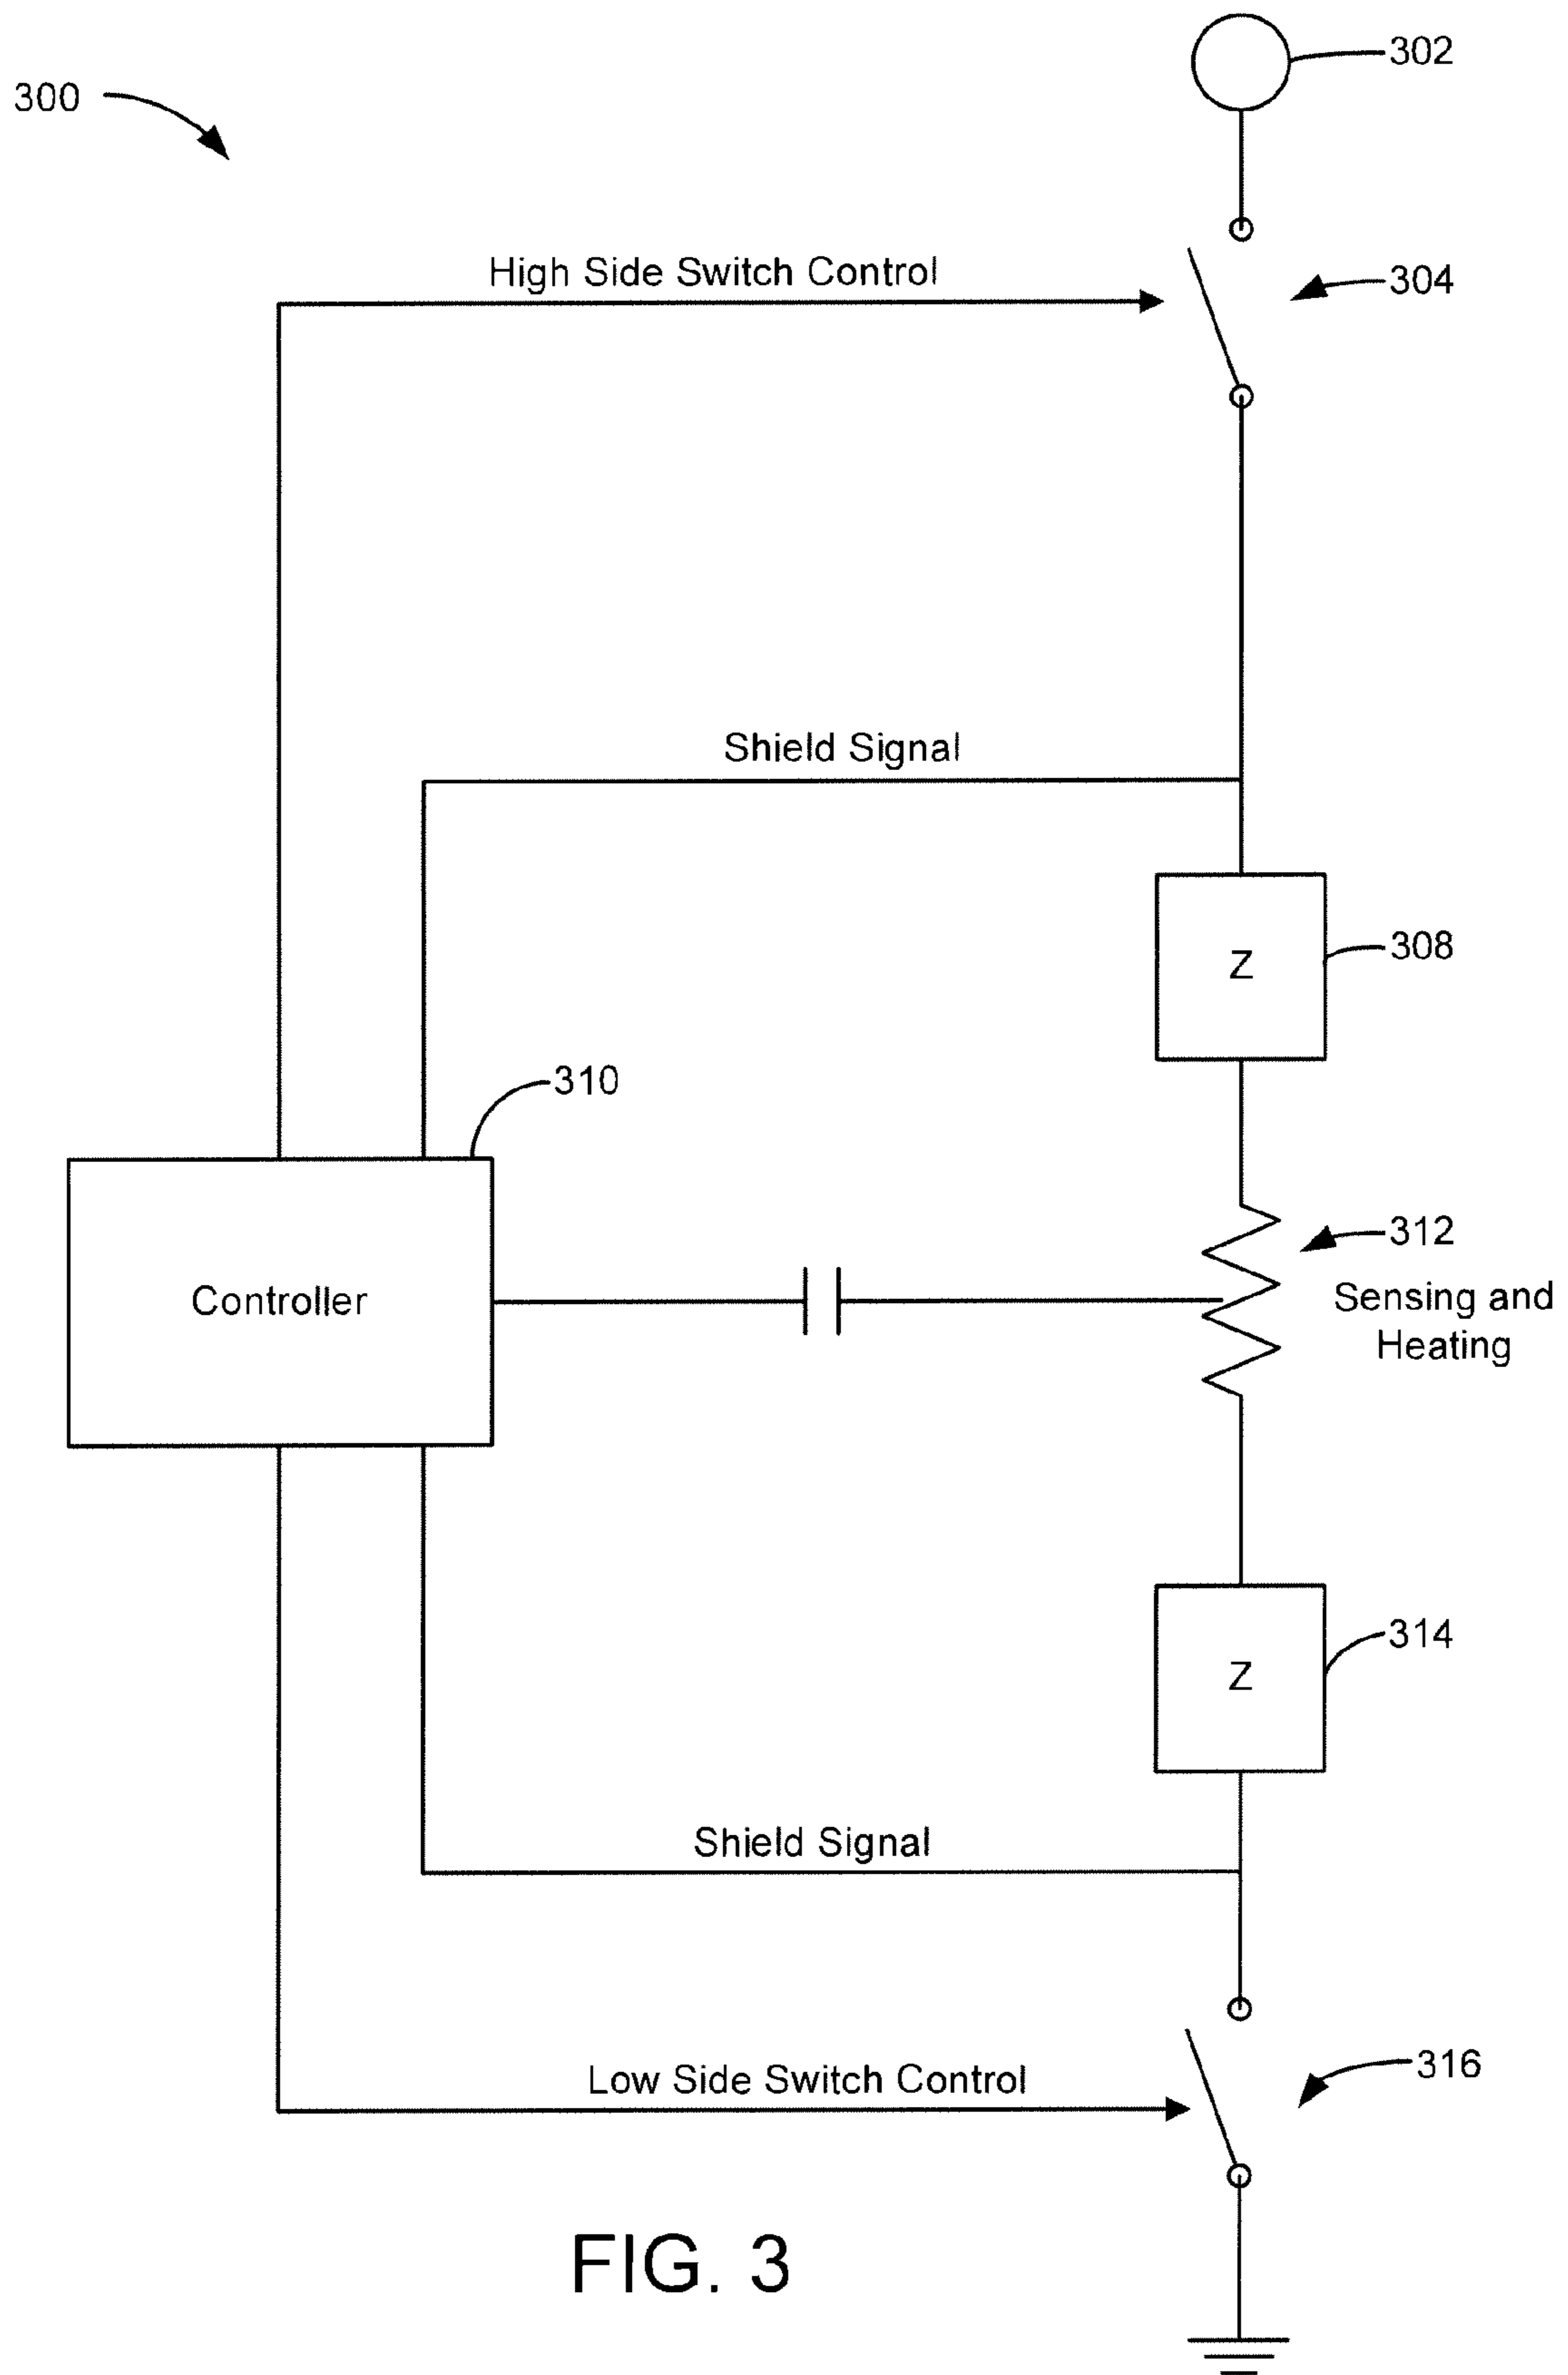 302
300
High Side Switch Control
304
Shield Signal
Z
308
310
312
Controller
Sensing and
Heating
314
Z
Shield Signal
316
Low Side Switch Control
FIG. 3